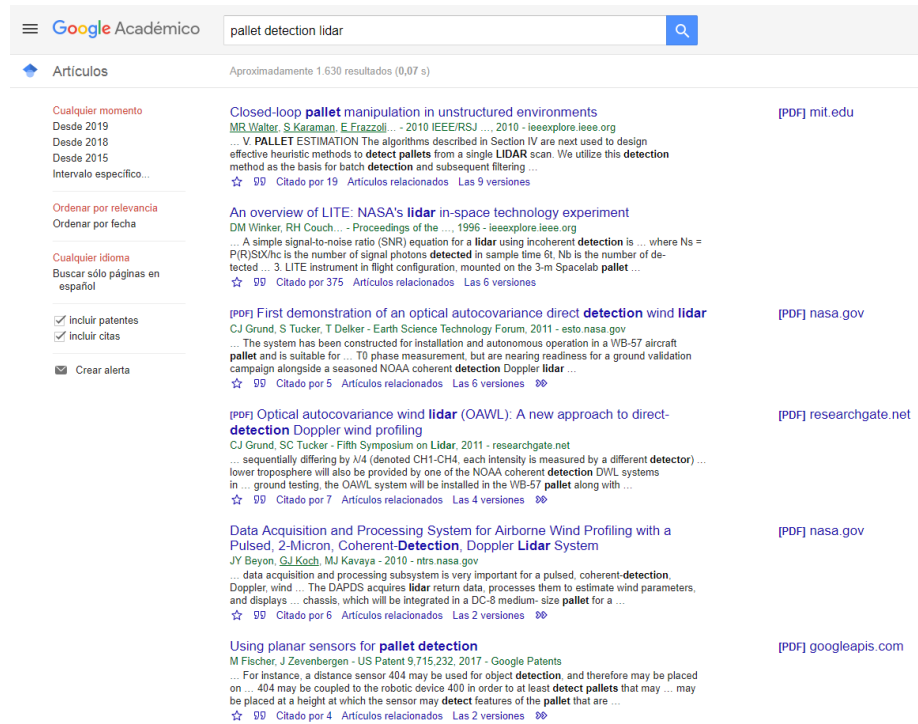 Google Académico
pallet detection lidar
Artículos
Aproximadamente 1.630 resultados (0,07 s)
Cualquier momento
Desde 2019
Desde 2018
Desde 2015
Intervalo específico...
Ordenar por relevancia
Ordenar por fecha
Cualquier idioma
Buscar sólo páginas en
español
incluir patentes
incluir citas
Crear alerta
Closed-loop pallet manipulation in unstructured environments
[PDF] mit.edu
MR Walter, S Karaman, E Frazzoli... - 2010 IEEE/RSJ ..., 2010 - ieeexplore.ieee.org
... V. PALLET ESTIMATION The algorithms described in Section IV are next used to design
effective heuristic methods to detect pallets from a single LIDAR scan. We utilize this detection
method as the basis for batch detection and subsequent filtering ...
Citado por 19 Artículos relacionados Las 9 versiones
An overview of LITE: NASA's lidar in-space technology experiment
DM Winker, RH Couch... - Proceedings of the ..., 1996 - ieeexplore.ieee.org
... A simple signal-to-noise ratio (SNR) equation for a lidar using incoherent detection is ... where Ns =
P(R)StX/hc is the number of signal photons detected in sample time 6t, Nb is the number of de-
tected ... 3. LITE instrument in flight configuration, mounted on the 3-m Spacelab pallet ...
Citado por 375 Artículos relacionados Las 6 versiones
[PDF] First demonstration of an optical autocovariance direct detection wind lidar
[PDF] nasa.gov
CJ Grund, S Tucker, T Delker - Earth Science Technology Forum, 2011 - esto.nasa.gov
... The system has been constructed for installation and autonomous operation in a WB-57 aircraft
pallet and is suitable for ... T0 phase measurement, but are nearing readiness for a ground validation
campaign alongside a seasoned NOAA coherent detection Doppler lidar ...
Citado por 5 Artículos relacionados Las 6 versiones
[PDF] Optical autocovariance wind lidar (OAWL): A new approach to direct-
detection Doppler wind profiling
[PDF] researchgate.net
CJ Grund, SC Tucker - Fifth Symposium on Lidar, 2011 - researchgate.net
... sequentially differing by λ/4 (denoted CH1-CH4, each intensity is measured by a different detector) ...
lower troposphere will also be provided by one of the NOAA coherent detection DWL systems
in ... ground testing, the OAWL system will be installed in the WB-57 pallet along with ...
Citado por 7 Artículos relacionados Las 4 versiones
Data Acquisition and Processing System for Airborne Wind Profiling with a
Pulsed, 2-Micron, Coherent-Detection, Doppler Lidar System
[PDF] nasa.gov
JY Beyon, GJ Koch, MJ Kavaya - 2010 - ntrs.nasa.gov
... data acquisition and processing subsystem is very important for a pulsed, coherent-detection,
Doppler, wind ... The DAPDS acquires lidar return data, processes them to estimate wind parameters,
and displays ... chassis, which will be integrated in a DC-8 medium- size pallet for a ...
Citado por 6 Artículos relacionados Las 2 versiones
Using planar sensors for pallet detection
[PDF] googleapis.com
M Fischer, J Zevenbergen - US Patent 9,715,232, 2017 - Google Patents
... For instance, a distance sensor 404 may be used for object detection, and therefore may be placed
on ... 404 may be coupled to the robotic device 400 in order to at least detect pallets that may ... may
be placed at a height at which the sensor may detect features of the pallet that are ...
Citado por 4 Artículos relacionados Las 2 versiones